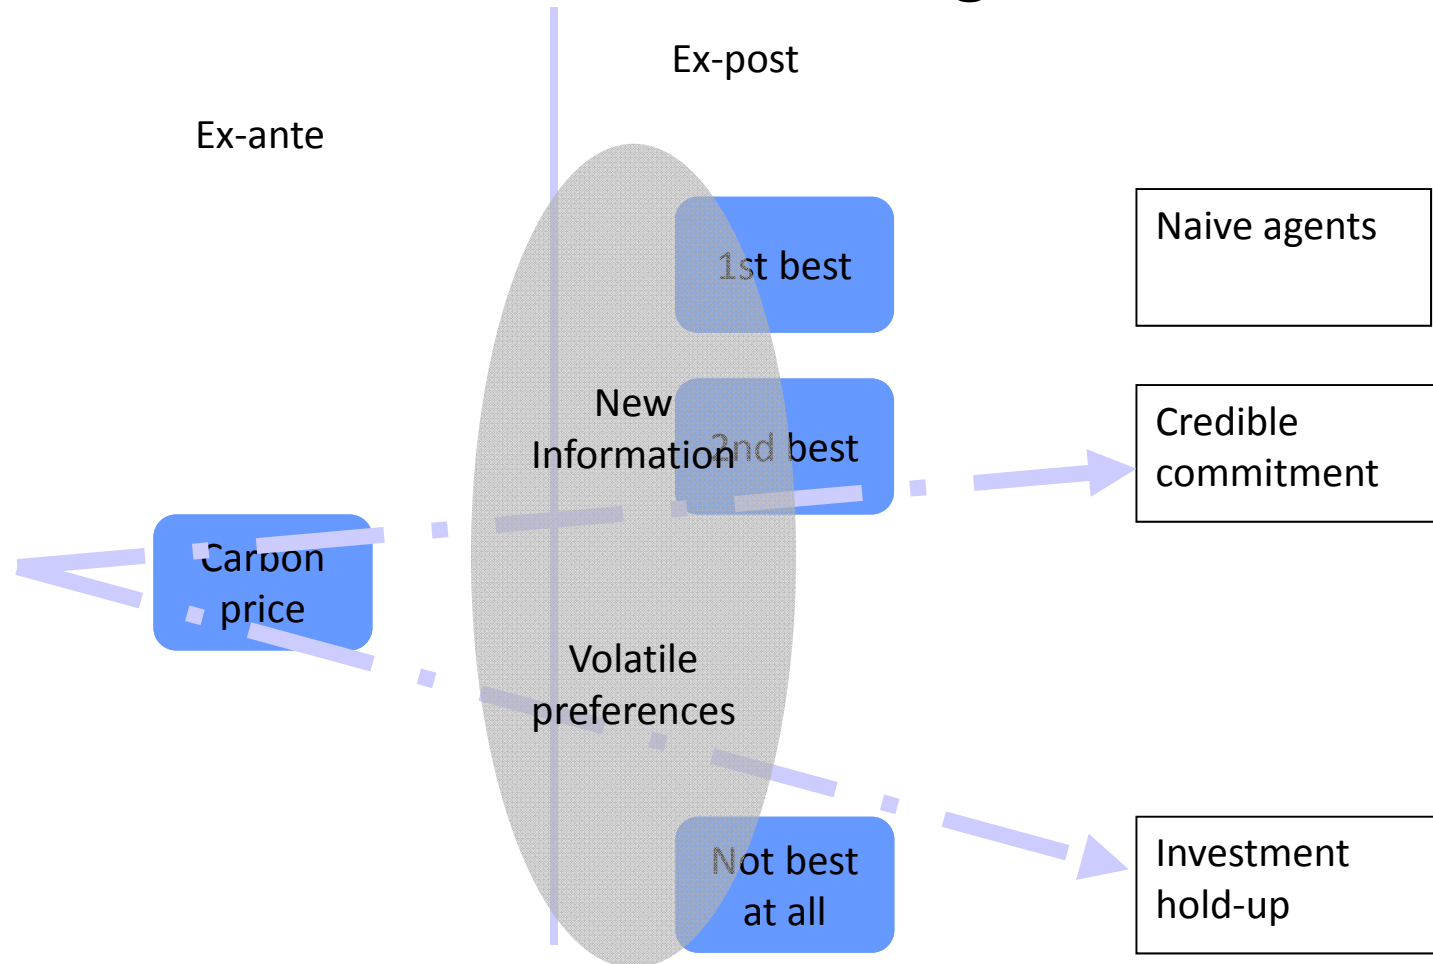 Ex-post
Ex-ante
1st best
Naive agents
New
Information
2nd best
Credible
commitment
Carbon
price
Volatile
preferences
Not best
at all
Investment
hold-up